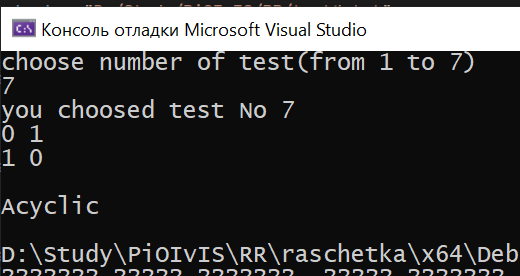 Консоль отладки Microsoft Visual Studio
choose number of test(from 1 to 7)
7
you choosed test No 7
0 1
1 0
Acyclic
D:\Study\PiOIvIS\RR\raschetka\x64\Deb